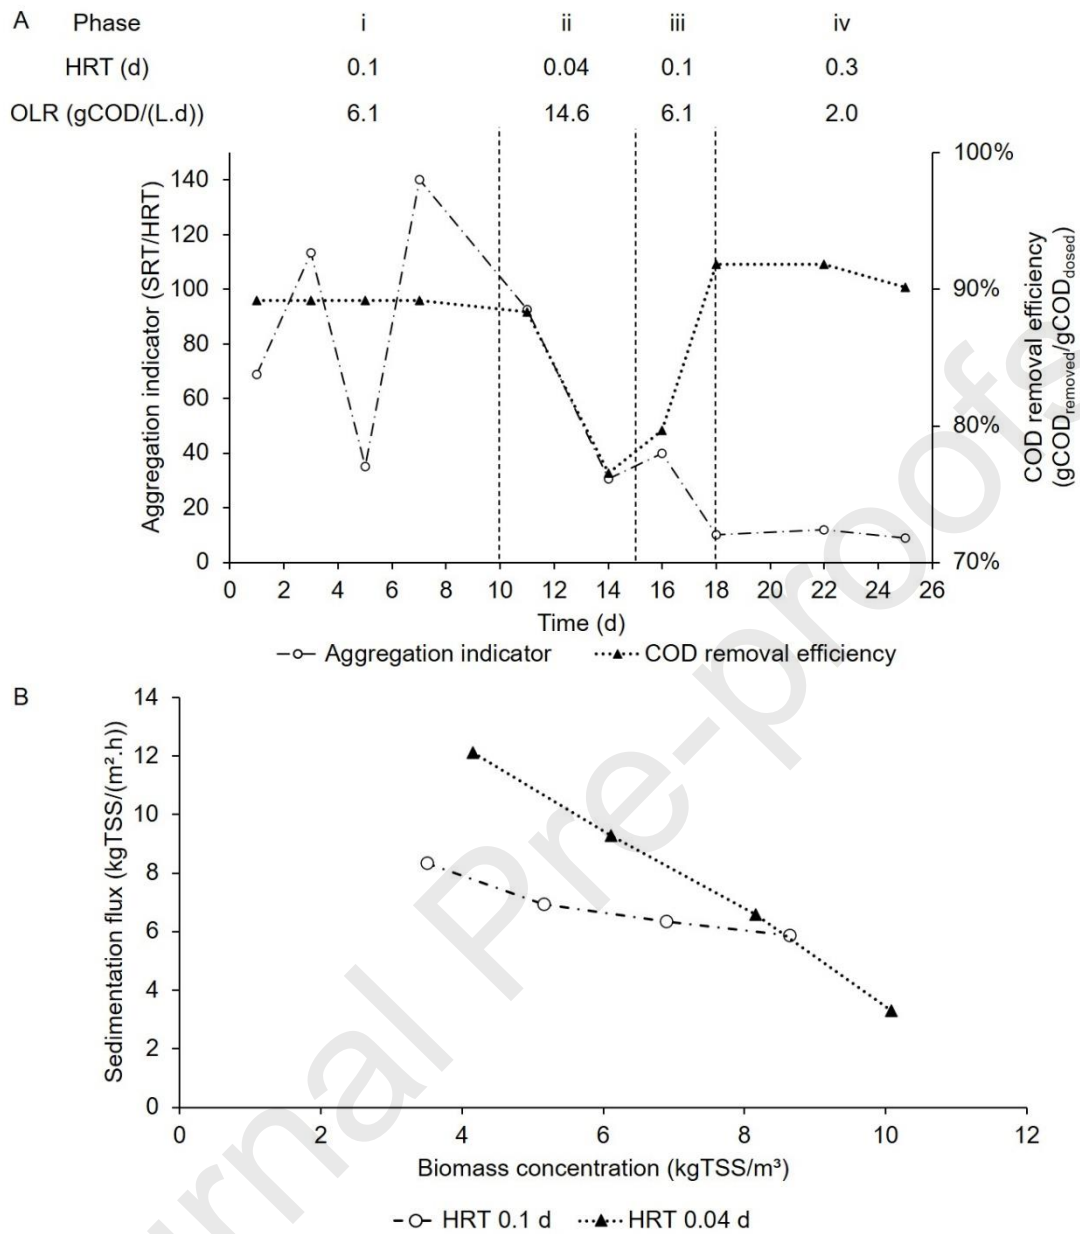 A Phase i ii iii iv
HRT (d) 0.1 0.04 0.1 0.3
OLR (gCOD/(L.d)) 6.1 14.6 6.1 2.0
Aggregation indicator (SRT/HRT)
140
120
100
80
60
40
20
0
100%
90%
80%
70%
COD removal efficiency
(gCODremoved/gCODdosed)
0 2 4 6 8 10 12 14 16 18 20 22 24 26
Time (d)
Aggregation indicator COD removal efficiency
B
Sedimentation flux (kgTSS/(m².h))
14
12
10
8
6
4
2
0
0 2 4 6 8 10 12
Biomass concentration (kgTSS/m³)
HRT 0.1 d HRT 0.04 d
urnal Pre-proofs